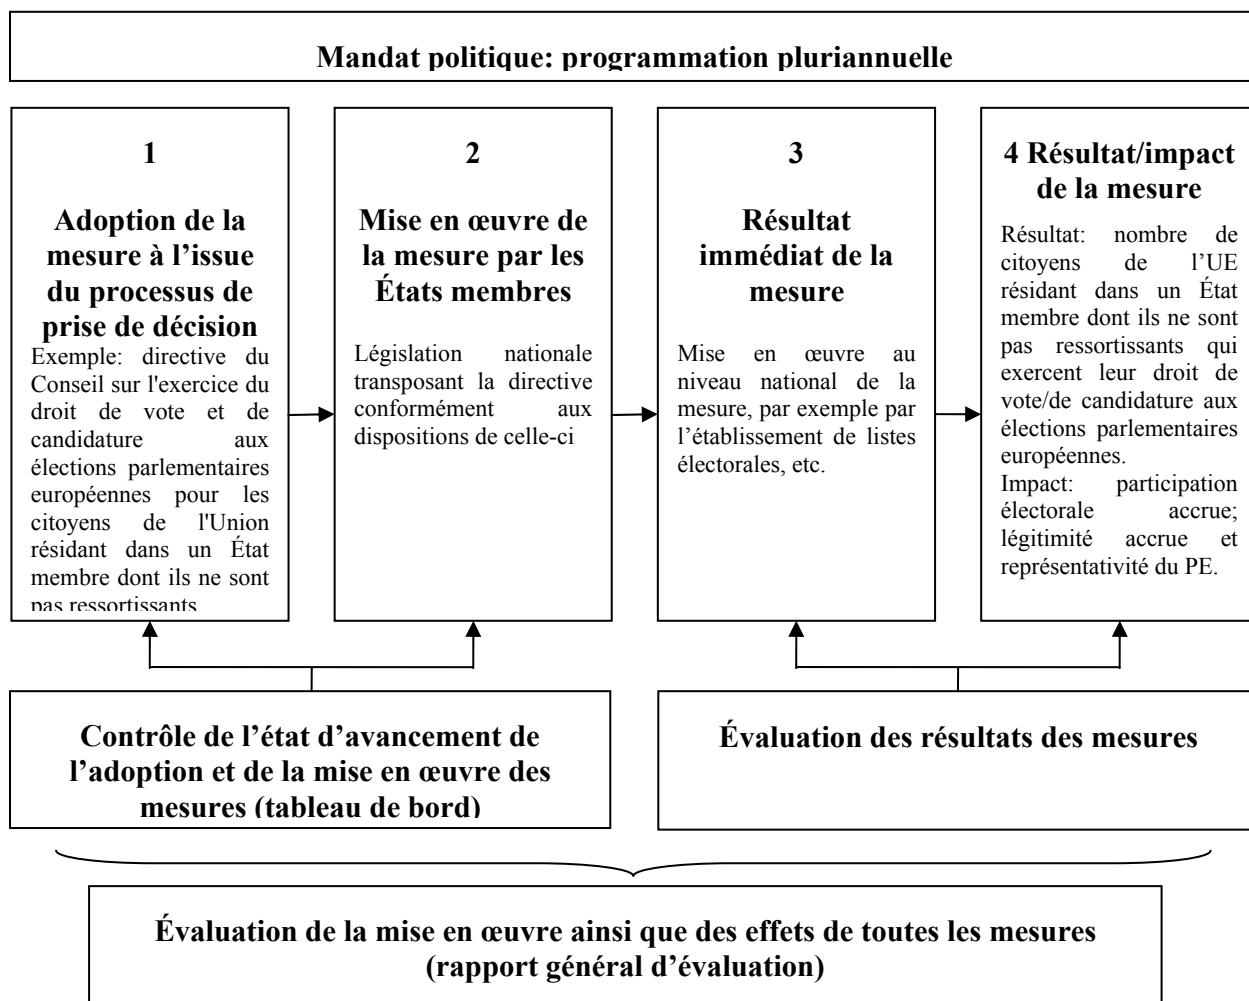 Mandat politique: programmation pluriannuelle
1
Adoption de la
mesure à l’issue
du processus de
prise de décision
Exemple: directive du
Conseil sur l'exercice du
droit de vote et de
candidature aux
élections parlementaires
européennes pour les
citoyens de l'Union
résidant dans un État
membre dont ils ne sont
pas ressortissants
2
Mise en œuvre de
la mesure par les
États membres
Législation nationale
transposant la directive
conformément aux
dispositions de celle-ci
3
Résultat
immédiat de la
mesure
Mise en œuvre au
niveau national de la
mesure, par exemple par
l’établissement de listes
électorales, etc.
4 Résultat/impact
de la mesure
Résultat: nombre de
citoyens de l’UE
résidant dans un État
membre dont ils ne sont
pas ressortissants qui
exercent leur droit de
vote/de candidature aux
élections parlementaires
européennes.
Impact: participation
électorale accrue;
légitimité accrue et
représentativité du PE.
Contrôle de l’état d’avancement de
l’adoption et de la mise en œuvre des
mesures (tableau de bord)
Évaluation des résultats des mesures
Évaluation de la mise en œuvre ainsi que des effets de toutes les mesures
(rapport général d’évaluation)